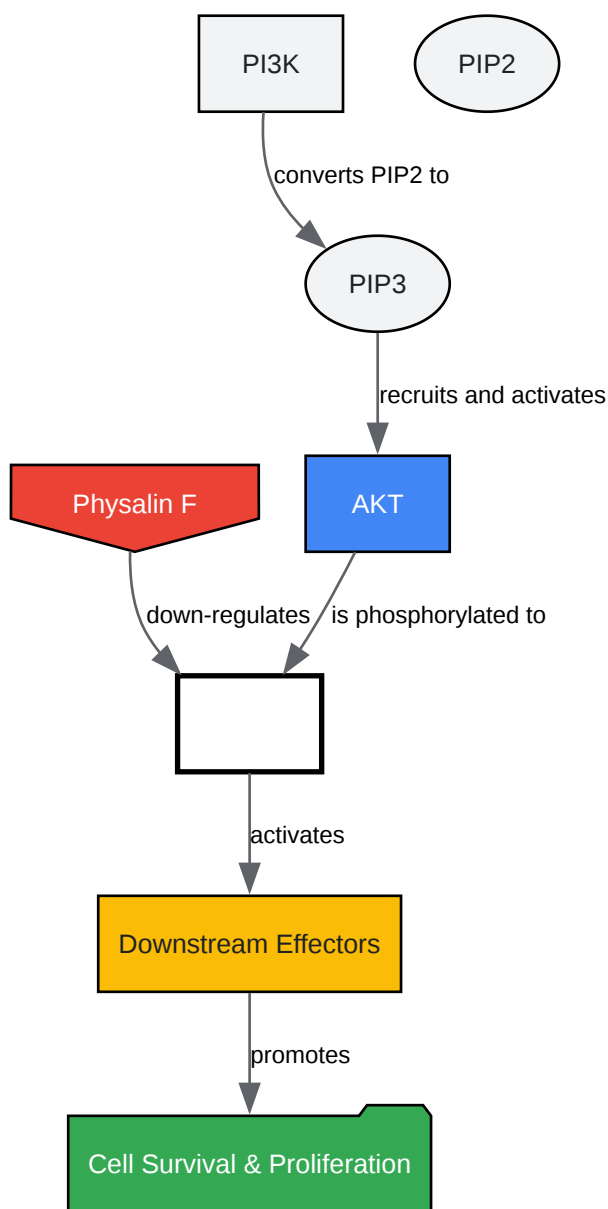 PI3K
PIP2
converts PIP2 to
PIP3
recruits and activates
Physalin F
AKT
down-regulates
is phosphorylated to
activates
Downstream Effectors
promotes
Cell Survival & Proliferation